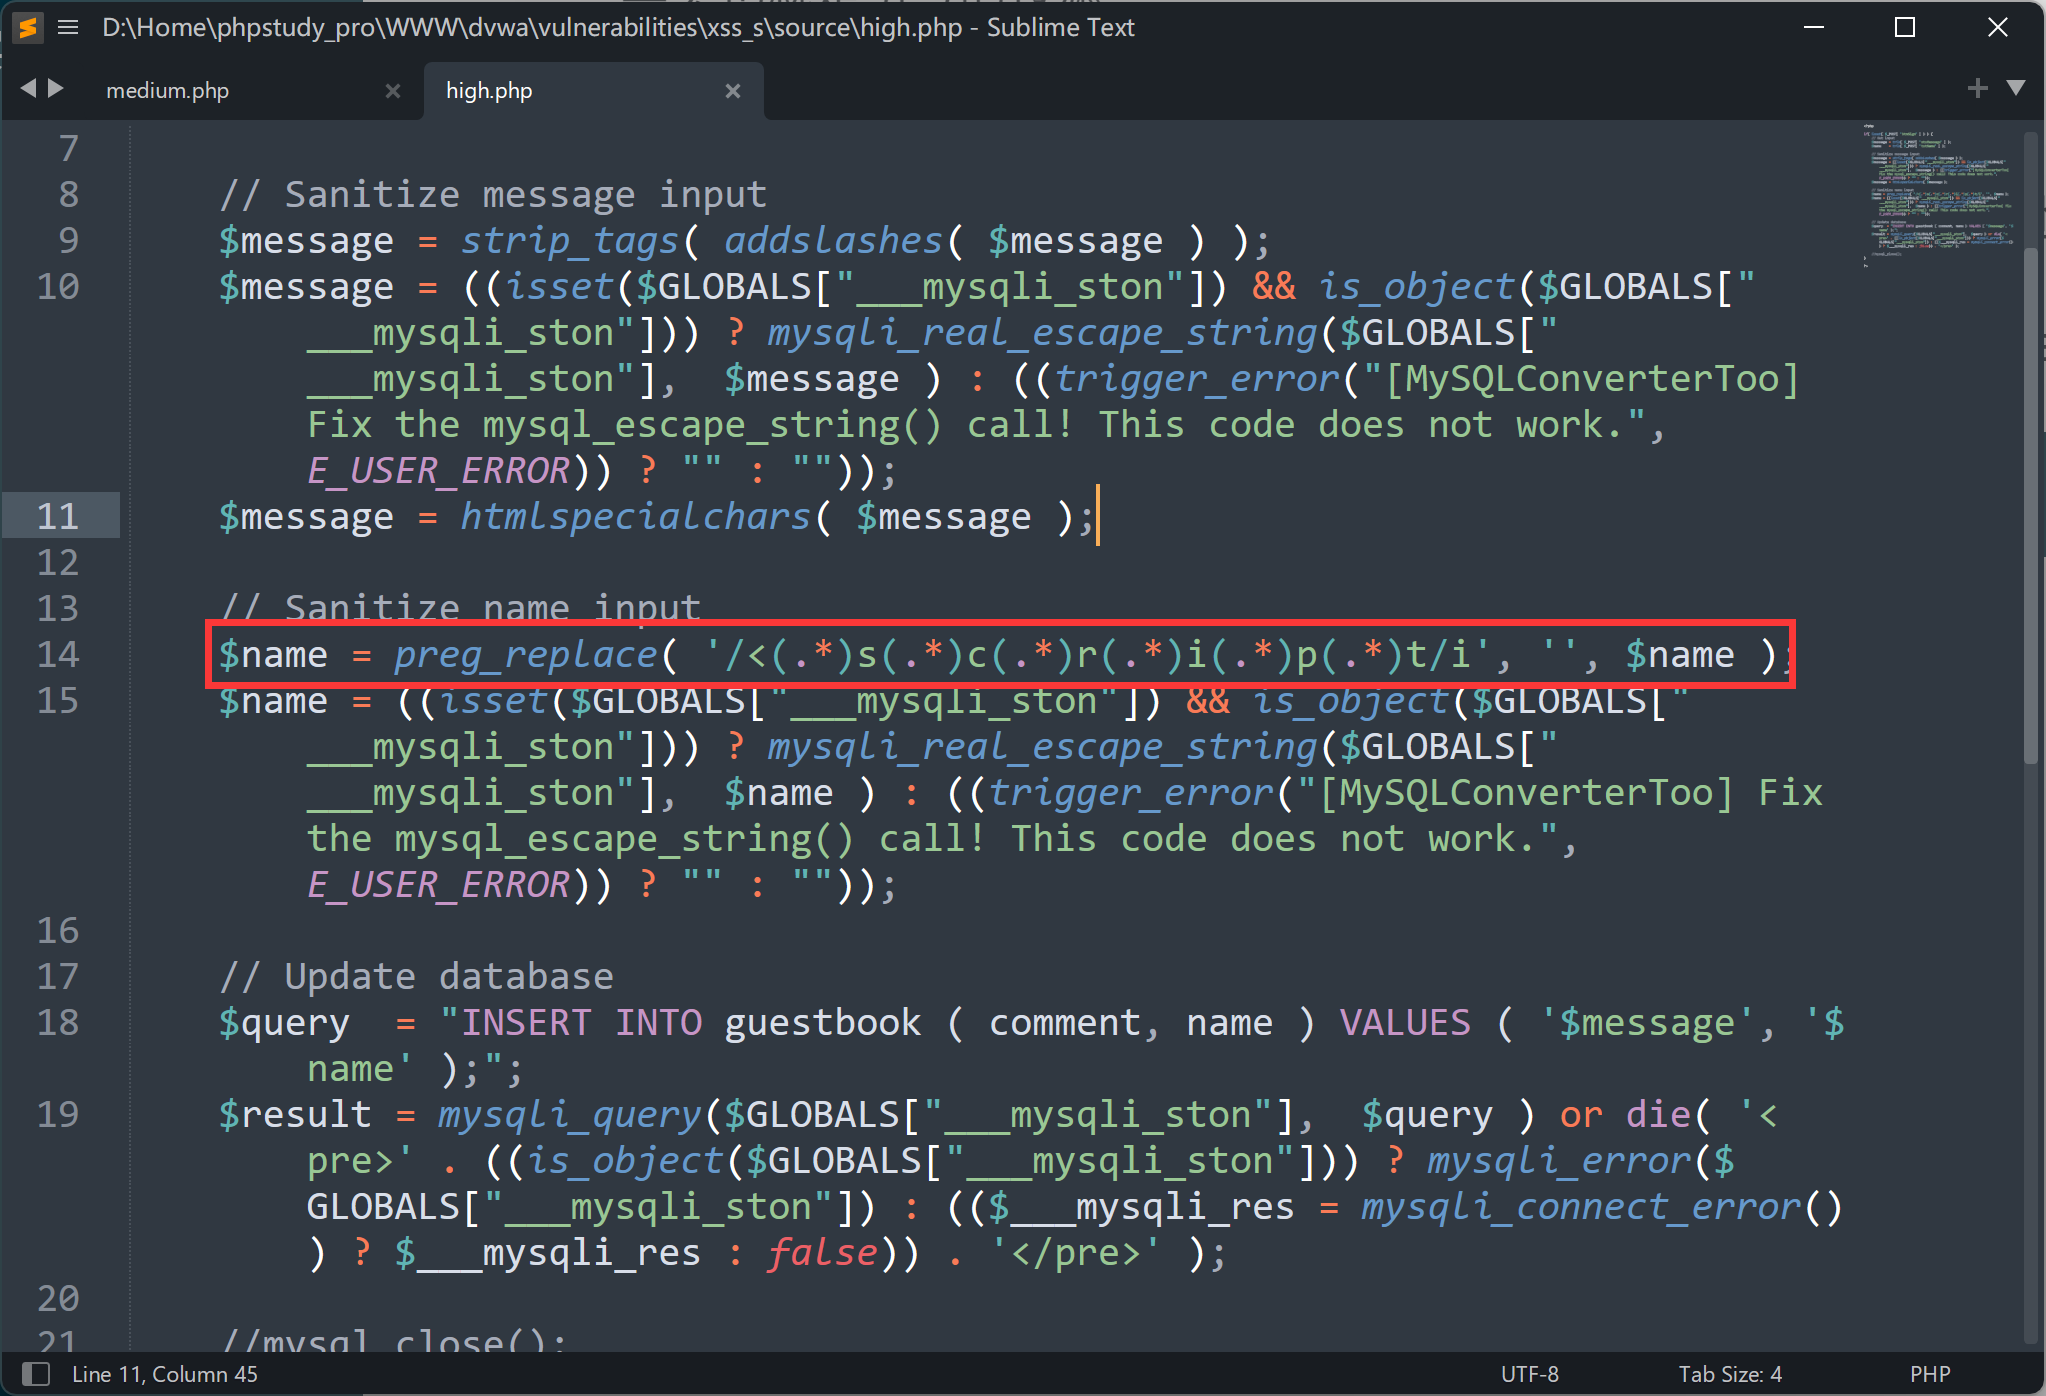 D:\Home\phpstudy_pro\WWW\dvwa\vulnerabilities\xss_s\source\high.php - Sublime Text
medium.php
high.php
7
8 // Sanitize message input
9 $message = strip_tags( addslashes( $message ) );
10 $message = ((isset($GLOBALS["___mysqli_ston"]) && is_object($GLOBALS["
___mysqli_ston"])) ? mysqli_real_escape_string($GLOBALS["
___mysqli_ston"],  $message ) : ((trigger_error("[MySQLConverterToo]
Fix the mysql_escape_string() call! This code does not work.",
E_USER_ERROR)) ? "" : ""));
11 $message = htmlspecialchars( $message );
12
13 // Sanitize name input
14 $name = preg_replace( '/<(.*)s(.*)c(.*)r(.*)i(.*)p(.*)t/i', '', $name );
15 $name = ((isset($GLOBALS["___mysqli_ston"]) && is_object($GLOBALS["
___mysqli_ston"])) ? mysqli_real_escape_string($GLOBALS["
___mysqli_ston"],  $name ) : ((trigger_error("[MySQLConverterToo] Fix
the mysql_escape_string() call! This code does not work.",
E_USER_ERROR)) ? "" : ""));
16
17 // Update database
18 $query  = "INSERT INTO guestbook ( comment, name ) VALUES ( '$message', '$
name' );";
19 $result = mysqli_query($GLOBALS["___mysqli_ston"],  $query ) or die( '<
pre>' . ((is_object($GLOBALS["___mysqli_ston"])) ? mysqli_error($
GLOBALS["___mysqli_ston"]) : (($___mysqli_res = mysqli_connect_error()
) ? $___mysqli_res : false)) . '</pre>' );
20
21 //mysql_close();
Line 11, Column 45
UTF-8
Tab Size: 4
PHP